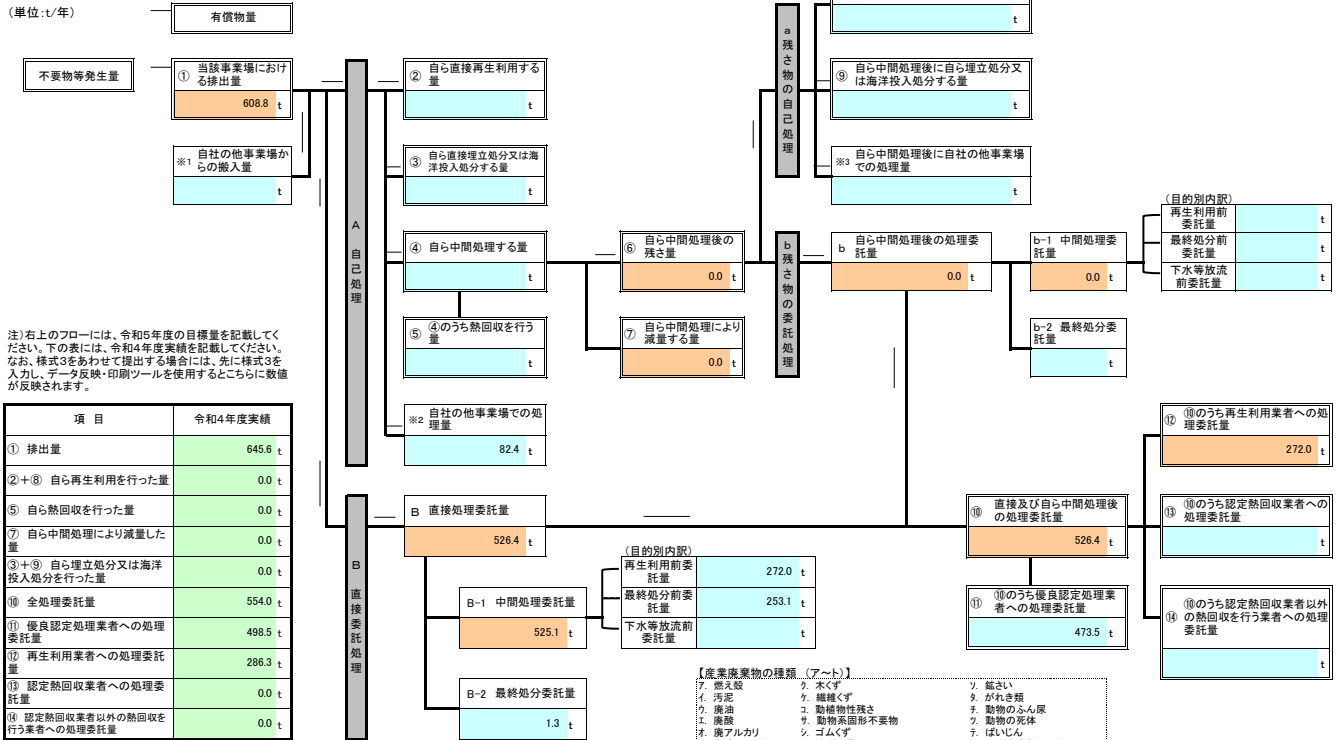 (単位:t/年)
有償物量
不要物等発生量
① 当該事業場におけ
る排出量
608.8 t
※1 自社の他事業場か
らの搬入量
t
A 自己処理
② 自ら直接再生利用する
量
t
③ 自ら直接埋立処分又は海
洋投入処分する量
t
④ 自ら中間処理する量
t
⑤ ④のうち熱回収を行う
量
t
※2 自社の他事業場での処
理量
82.4 t
⑥ 自ら中間処理後の
残さ量
0.0 t
⑦ 自ら中間処理により
減量する量
0.0 t
a 残さ物の自己処理
t
⑨ 自ら中間処理後に自ら埋立処分又
は海洋投入処分する量
t
※3 自ら中間処理後に自社の他事業場
での処理量
t
b 残さ物の委託処理
b 自ら中間処理後の処理委
託量
0.0 t
b-1 中間処理委
託量
0.0 t
b-2 最終処分委
託量
t
(目的別内訳)
再生利用前
委託量 t
最終処分前
委託量 t
下水等放流
前委託量 t
注)右上のフローには、令和5年度の目標量を記載してく
ださい。下の表には、令和4年度実績を記載してください。
なお、様式3をあわせて提出する場合には、先に様式3を
入力し、データ反映・印刷ツールを使用するとこちらに数値
が反映されます。
項 目 令和4年度実績
① 排出量 645.6 t
②+⑧ 自ら再生利用を行った量 0.0 t
⑤ 自ら熱回収を行った量 0.0 t
⑦ 自ら中間処理により減量した
量 0.0 t
③+⑨ 自ら埋立処分又は海洋
投入処分を行った量 0.0 t
⑩ 全処理委託量 554.0 t
⑪ 優良認定処理業者への処理
委託量 498.5 t
⑫ 再生利用業者への処理委託
量 286.3 t
⑬ 認定熱回収業者への処理委
託量 0.0 t
⑭ 認定熱回収業者以外の熱回収を
行う業者への処理委託量 0.0 t
B 直接委託処理
B 直接処理委託量
526.4 t
B-1 中間処理委託量
525.1 t
B-2 最終処分委託量
1.3 t
(目的別内訳)
再生利用前委
託量 272.0 t
最終処分前委
託量 253.1 t
下水等放流前
委託量 t
⑩ 直接及び自ら中間処理後
の処理委託量
526.4 t
⑪ ⑩のうち優良認定処理業
者への処理委託量
473.5 t
⑫ ⑩のうち再生利用業者への処
理委託量
272.0 t
⑬ ⑩のうち認定熱回収業者への
処理委託量
t
⑭ ⑩のうち認定熱回収業者以外
の熱回収を行う業者への処理
委託量
t
【産業廃棄物の種類 (ア~ト)】
ア. 燃え殻 ク. 木くず ソ. 鉱さい
イ. 汚泥 ケ. 繊維くず タ. がれき類
ウ. 廃油 コ. 動植物性残さ チ. 動物のふん尿
エ. 廃酸 サ. 動物系固形不要物 ツ. 動物の死体
オ. 廃アルカリ シ. ゴムくず テ. ばいじん